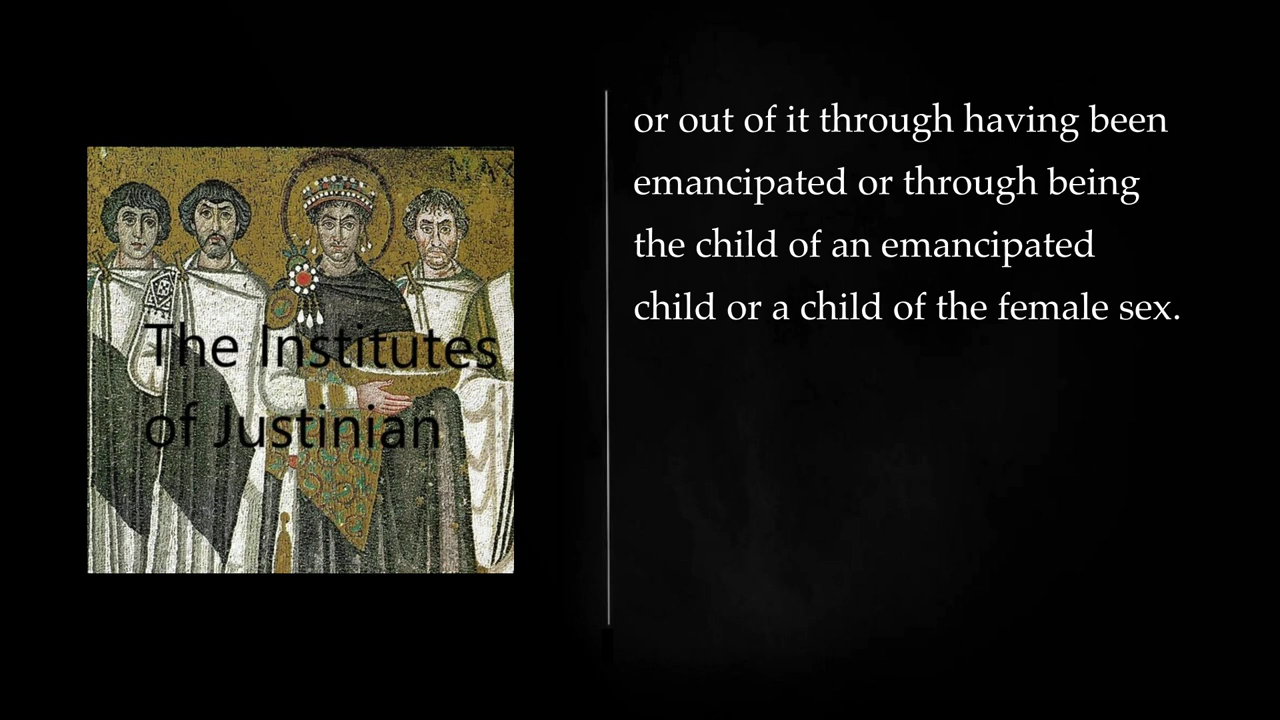 MAX
The Institutes
of Justinian
or out of it through having been
emancipated or through being
the child of an emancipated
child or a child of the female sex.